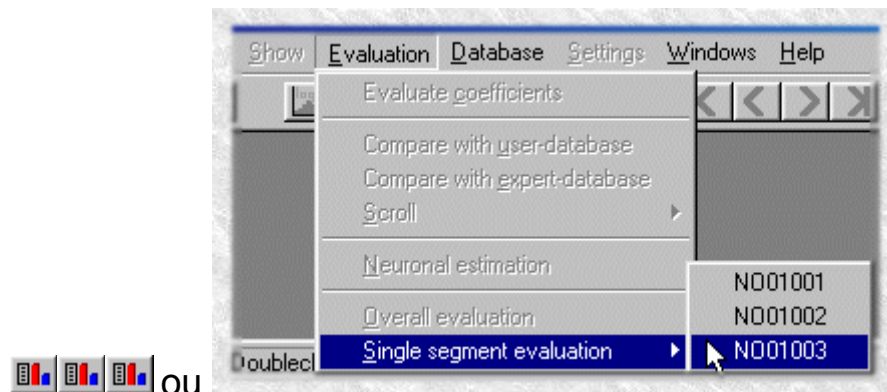 Show Evaluation Database Settings Windows Help
Evaluate coefficients
Compare with user-database
Compare with expert-database
Scroll
Neuronal estimation
NO01001
Overall evaluation NO01002
ou Doublecl Single segment evaluation NO01003